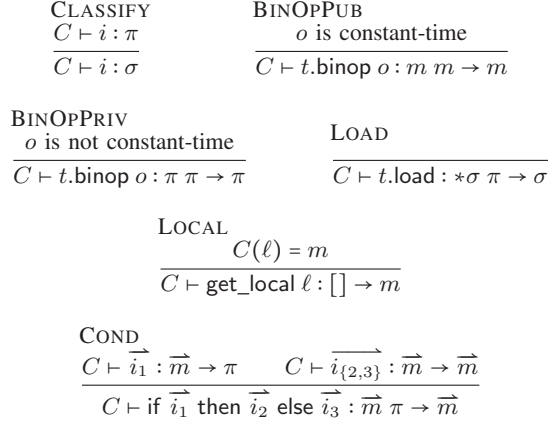 CLASSIFY
C ⊢ i : π
C ⊢ i : σ
BINOPPUB
o is constant-time
C ⊢ t.binop o : m m → m
BINOPPRIV
o is not constant-time
C ⊢ t.binop o : π π → π
LOAD
C ⊢ t.load : ∗σ π → σ
LOCAL
C(ℓ) = m
C ⊢ get_local ℓ : [] → m
COND
C ⊢ i⃗₁ : m⃗ → π C ⊢ i⃗_{2,3} : m⃗ → m⃗
C ⊢ if i⃗₁ then i⃗₂ else i⃗₃ : m⃗ π → m⃗